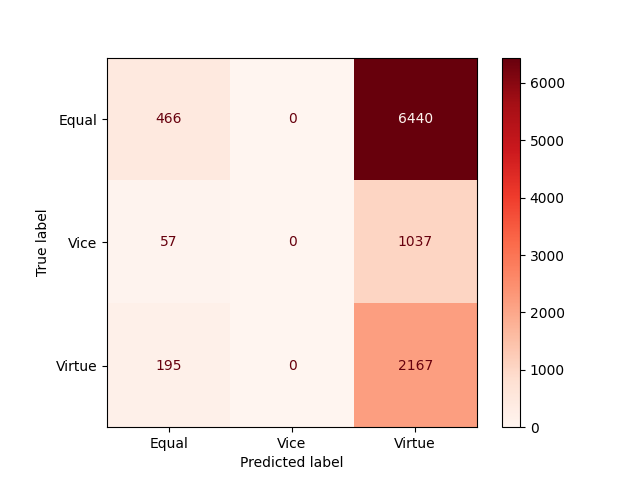 Equal 466 0 6440
Vice 57 0 1037
Virtue 195 0 2167
Equal Vice Virtue
Predicted label
True label
6000
5000
4000
3000
2000
1000
0